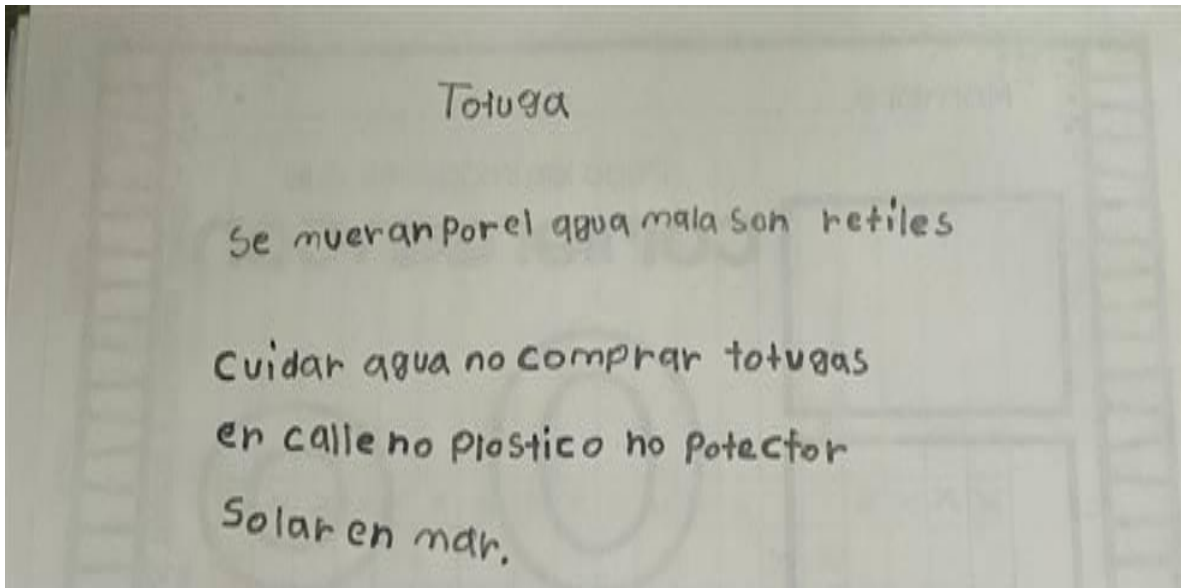 Totuga
Se mueran porel agua mala son retiles
Cuidar agua no comprar totugas
en calle no plostico no Potector
Solar en mar.